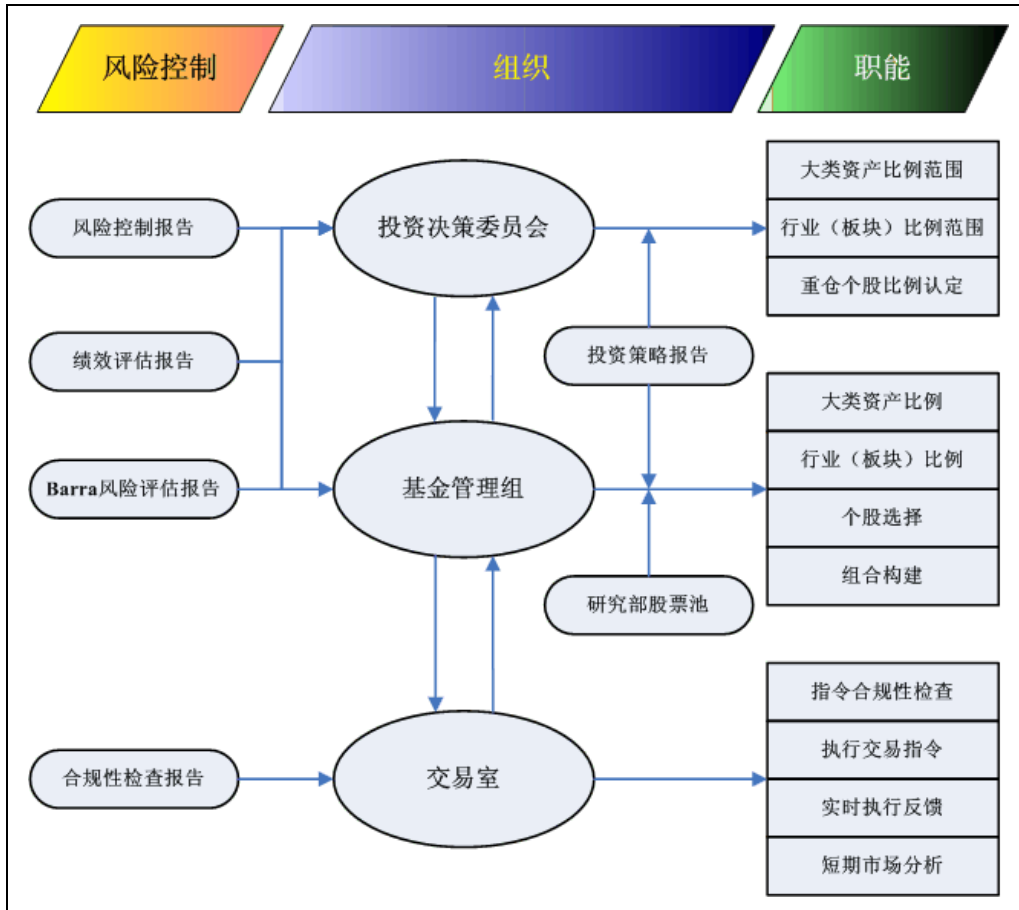 风险控制
组织
职能
风险控制报告
绩效评估报告
Barra风险评估报告
合规性检查报告
投资决策委员会
基金管理组
交易室
投资策略报告
研究部股票池
大类资产比例范围
行业（板块）比例范围
重仓个股比例认定
大类资产比例
行业（板块）比例
个股选择
组合构建
指令合规性检查
执行交易指令
实时执行反馈
短期市场分析